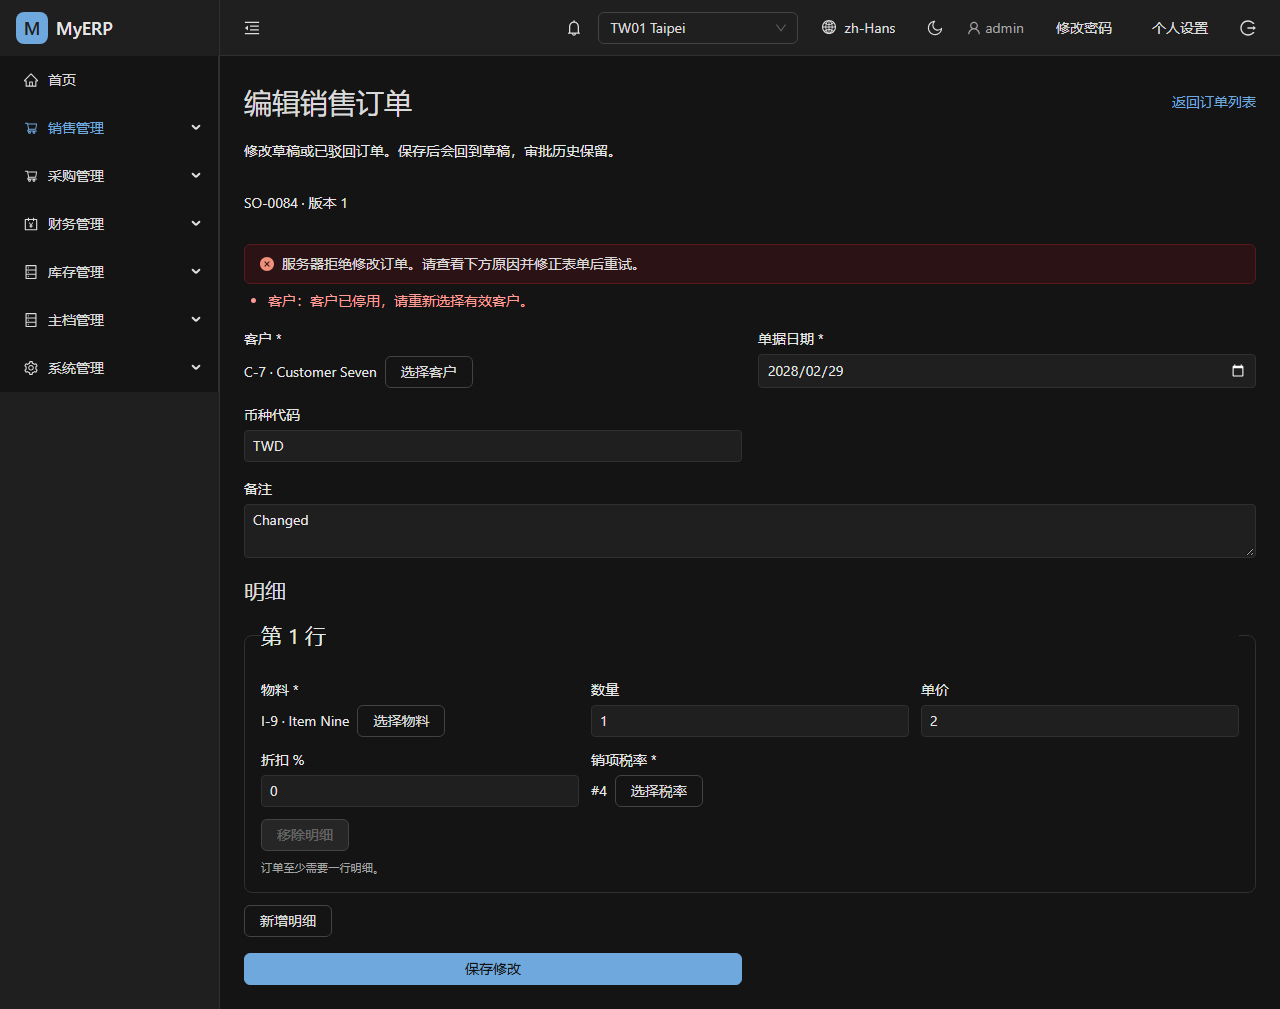 M MyERP
TW01 Taipei
zh-Hans
admin
修改密码
个人设置
首页
销售管理
采购管理
财务管理
库存管理
主档管理
系统管理
编辑销售订单
返回订单列表
修改草稿或已驳回订单。保存后会回到草稿，审批历史保留。
SO-0084 · 版本 1
服务器拒绝修改订单。请查看下方原因并修正表单后重试。
• 客户：客户已停用，请重新选择有效客户。
客户 *
单据日期 *
C-7 · Customer Seven 选择客户
2028/02/29
币种代码
TWD
备注
Changed
明细
第 1 行
物料 *
数量
单价
I-9 · Item Nine 选择物料
1
2
折扣 %
销项税率 *
0
#4 选择税率
移除明细
订单至少需要一行明细。
新增明细
保存修改